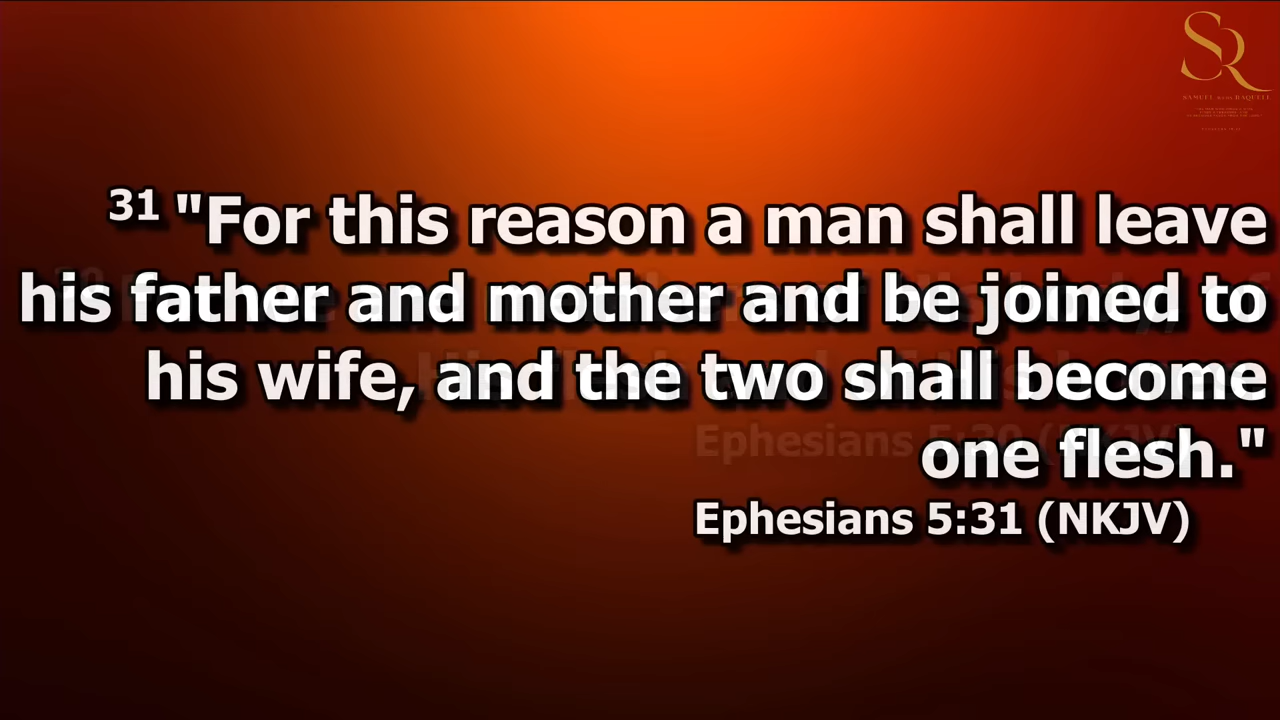 SR
31 "For this reason a man shall leave
his father and mother and be joined to
his wife, and the two shall become
one flesh."
Ephesians 5:31 (NKJV)